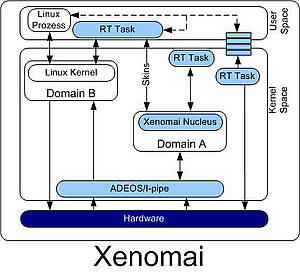 Linux
Prozess
RT Task
User
Space
Linux Kernel
Domain B
Skins
RT Task
RT Task
Kernel
Space
Xenomai Nucleus
Domain A
ADEOS/I-pipe
Hardware
Xenomai